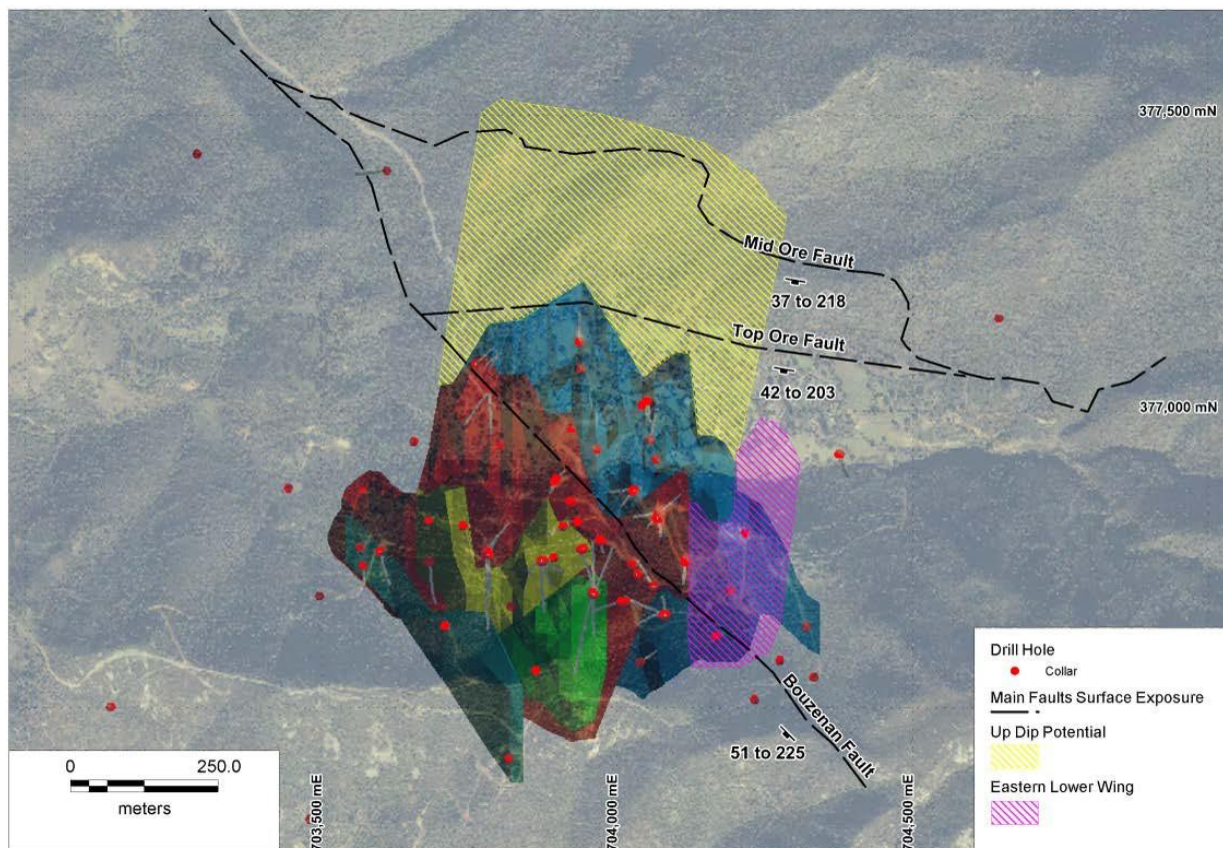 377,500 mN
Mid Ore Fault
37 to 218
Top Ore Fault
42 to 203
377,000 mN
Bouzenan Fault
51 to 225
0 250.0
meters
703,500 mE
704,000 mE
704,500 mE
Drill Hole
Collar
Main Faults Surface Exposure
Up Dip Potential
Eastern Lower Wing